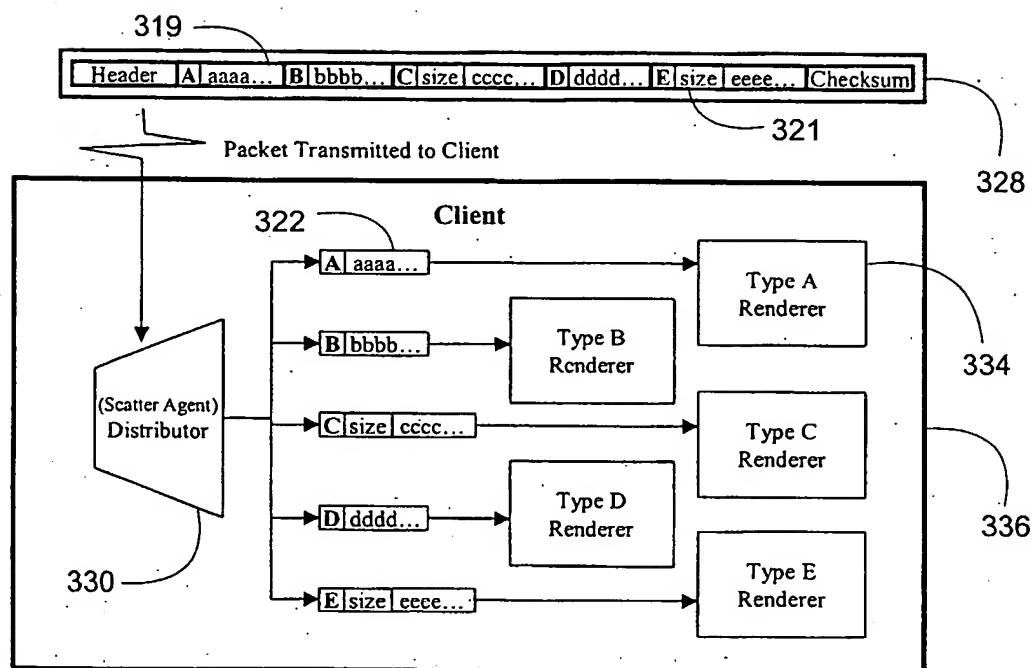 319
Header A aaaa... B bbbb... C size cccc... D dddd... E size eeee... Checksum
321
328
Packet Transmitted to Client
Client
322
A aaaa...
Type A
Renderer
334
B bbbb...
Type B
Renderer
(Scatter Agent)
Distributor
C size cccc...
Type C
Renderer
336
D dddd...
Type D
Renderer
330
E size eeee...
Type E
Renderer